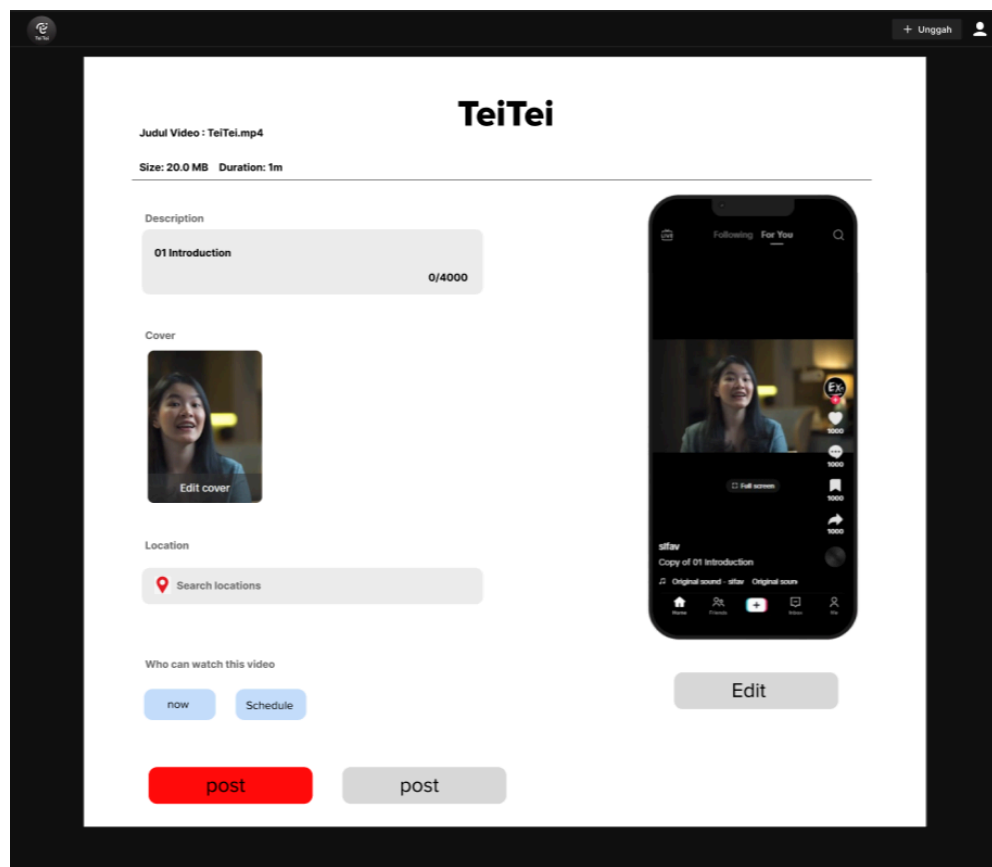 TeiTei
+ Unggah
TeiTei
Judul Video : TeiTei.mp4
Size: 20.0 MB Duration: 1m
Description
01 Introduction
0/4000
Cover
Edit cover
Location
Search locations
Who can watch this video
now
Schedule
post
post
LIVE
Following For You
Ex-
1000
1000
Full screen
1000
1000
sifav
Copy of 01 Introduction
Original sound - sifav Original soun
Home
Friends
Me
Edit